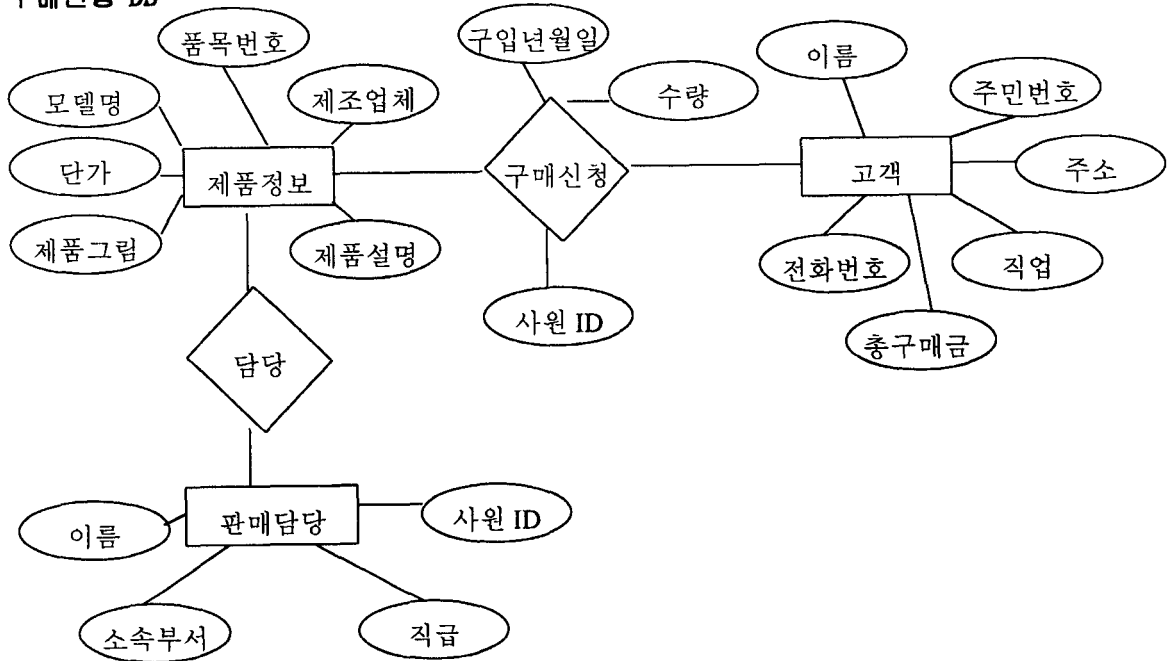 품목번호
구입년월일
이름
모델명
제조업체
수량
주민번호
단가
제품정보
구매신청
고객
주소
제품그림
제품설명
전화번호
직업
사원 ID
총구매금
담당
이름
판매담당
사원 ID
소속부서
직급